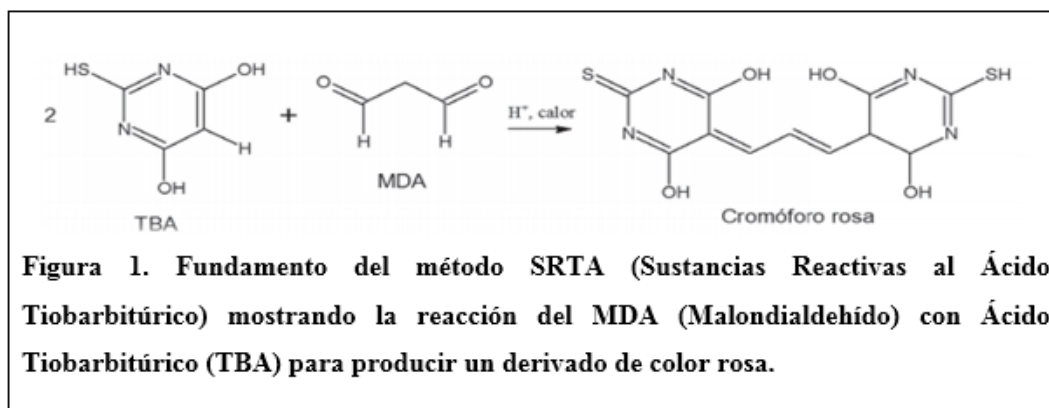 HS N OH
2 N H
OH
TBA
+
O O
H H
MDA
H⁺, calor
S N OH HO N SH
N N
OH OH
Cromóforo rosa
Figura 1. Fundamento del método SRTA (Sustancias Reactivas al Ácido
Tiobarbitúrico) mostrando la reacción del MDA (Malondialdehído) con Ácido
Tiobarbitúrico (TBA) para producir un derivado de color rosa.